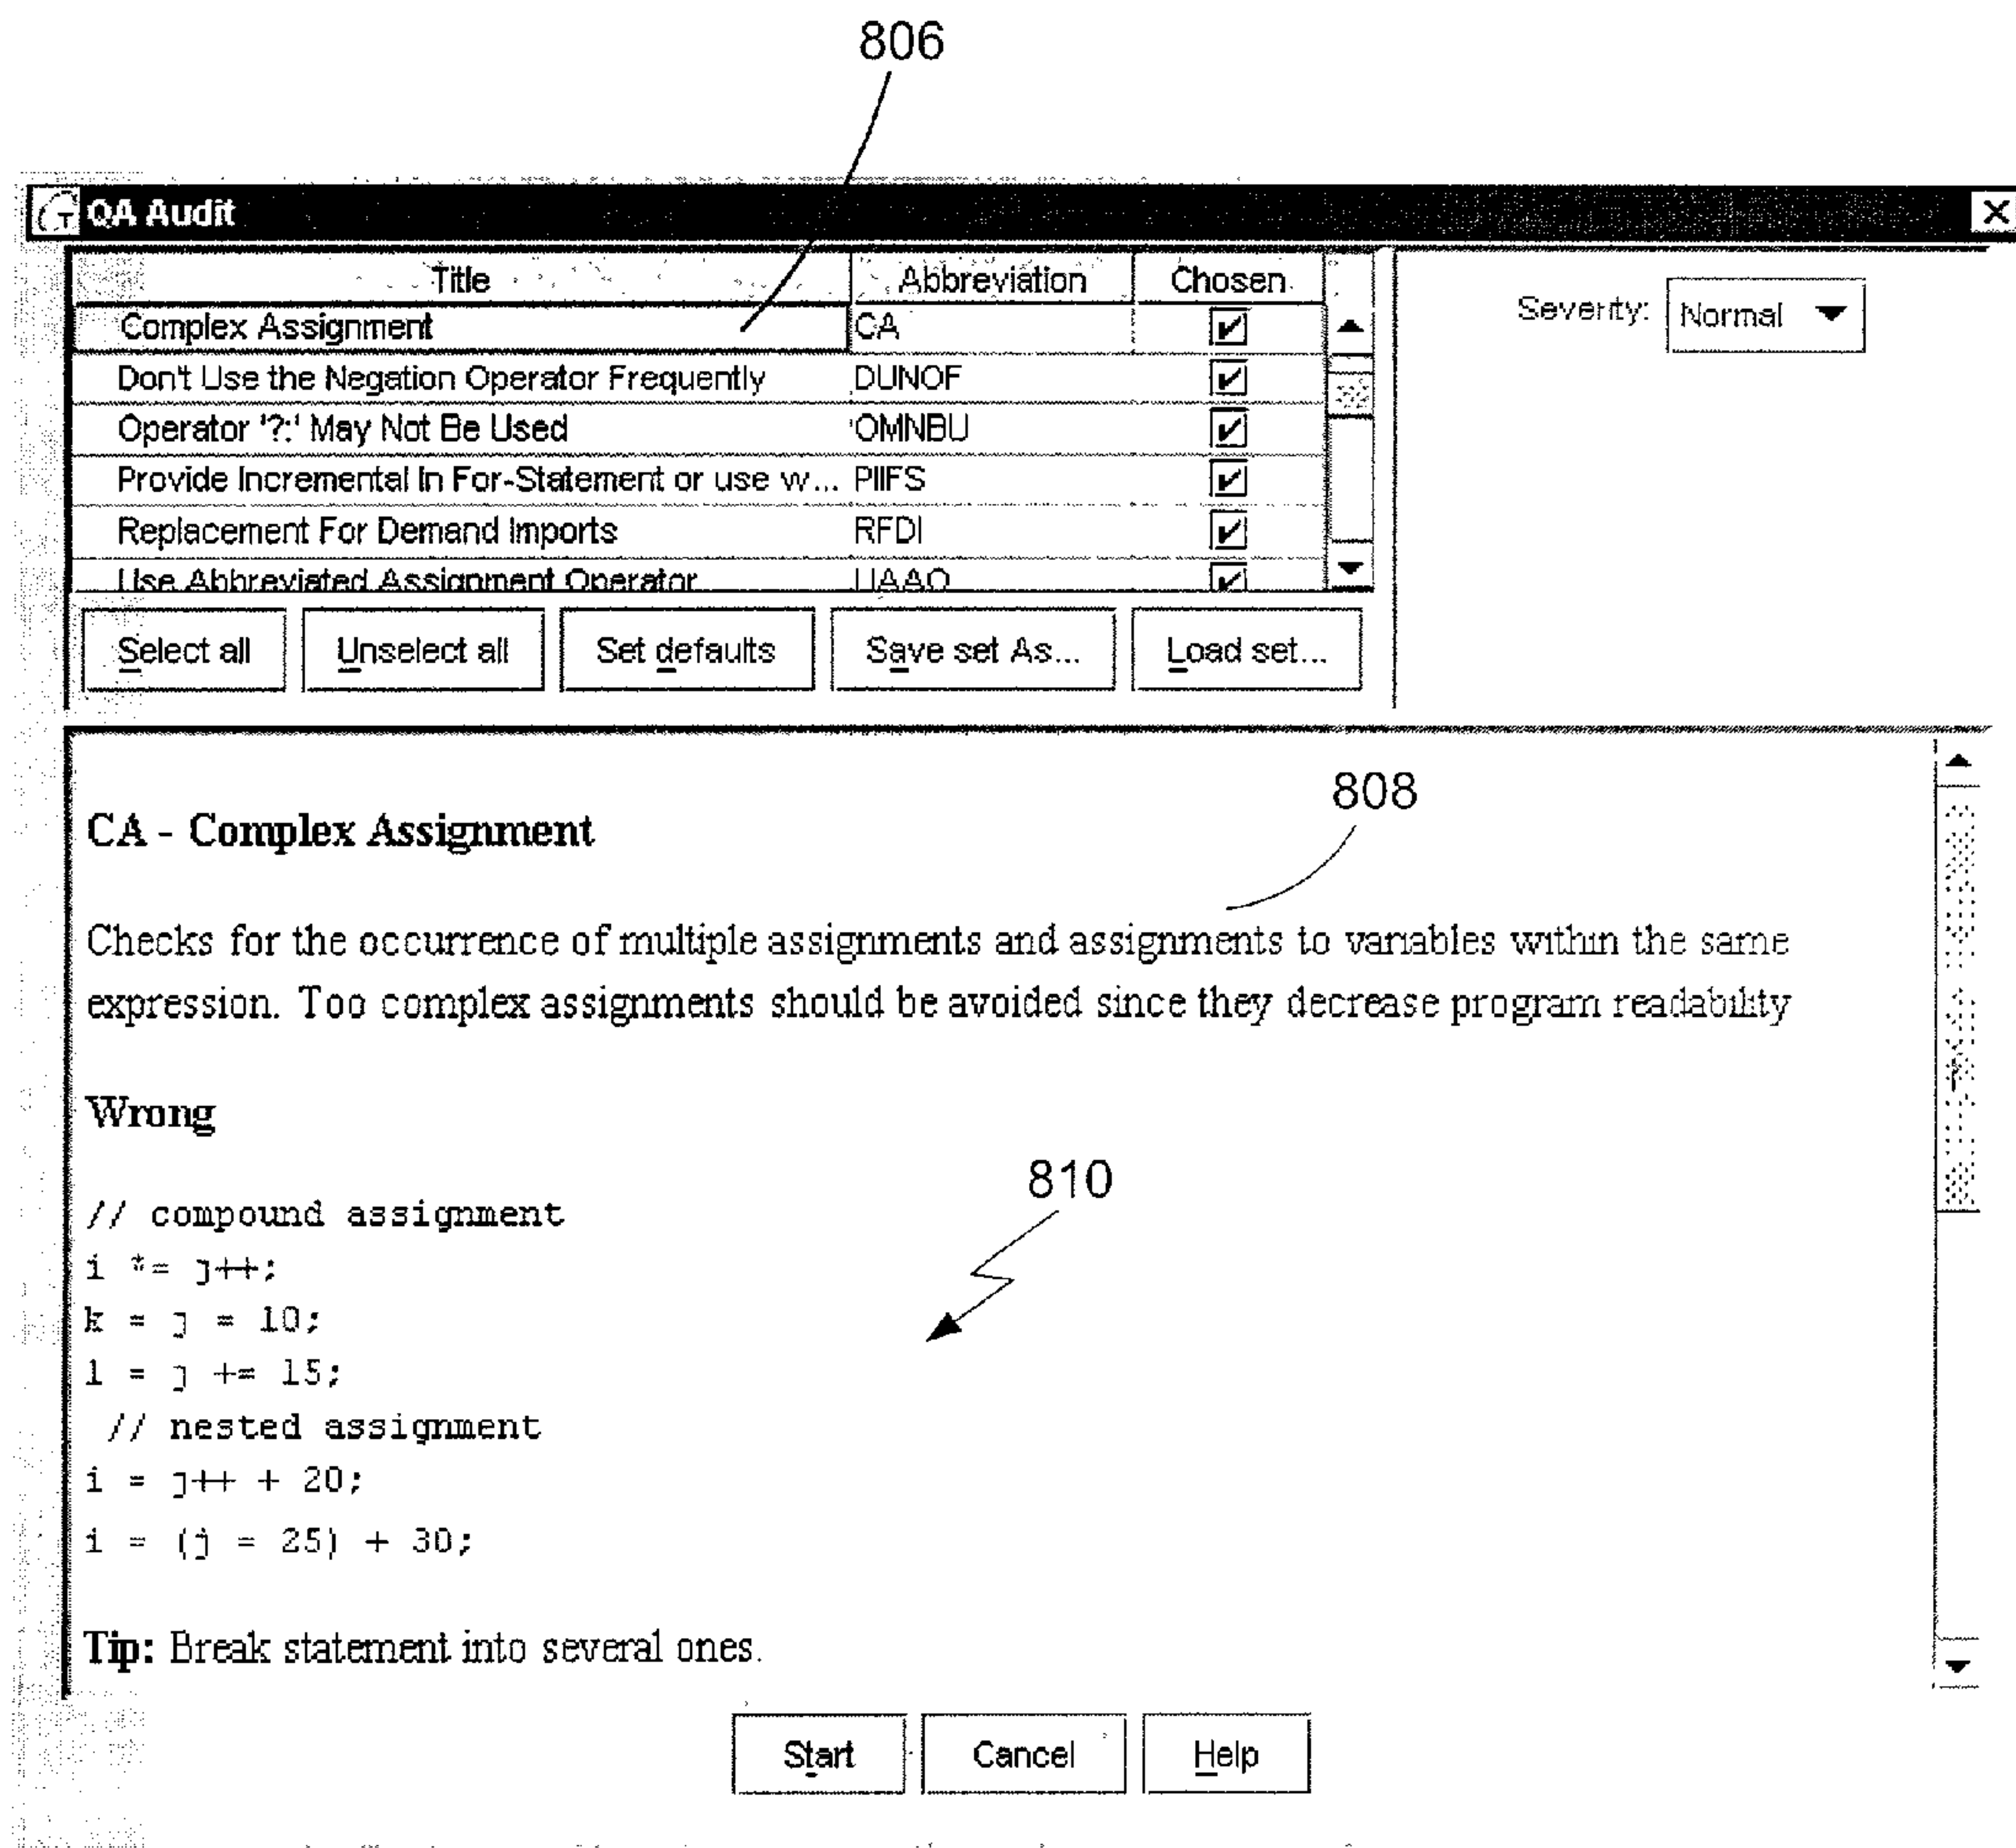 806
QA Audit
Title Abbreviation Chosen
Complex Assignment CA
Don't Use the Negation Operator Frequently DUNOF
Operator '?:' May Not Be Used OMNBU
Provide Incremental In For-Statement or use w... PIIFS
Replacement For Demand Imports RFDI
Use Abbreviated Assignment Operator UAAO
Severity: Normal
Select all Unselect all Set defaults Save set As... Load set...
808
CA - Complex Assignment
Checks for the occurrence of multiple assignments and assignments to variables within the same
expression. Too complex assignments should be avoided since they decrease program readability
Wrong
810
// compound assignment
i *= j++;
k = j = 10;
l = j += 15;
// nested assignment
i = j++ + 20;
i = (j = 25) + 30;
Tip: Break statement into several ones.
Start Cancel Help